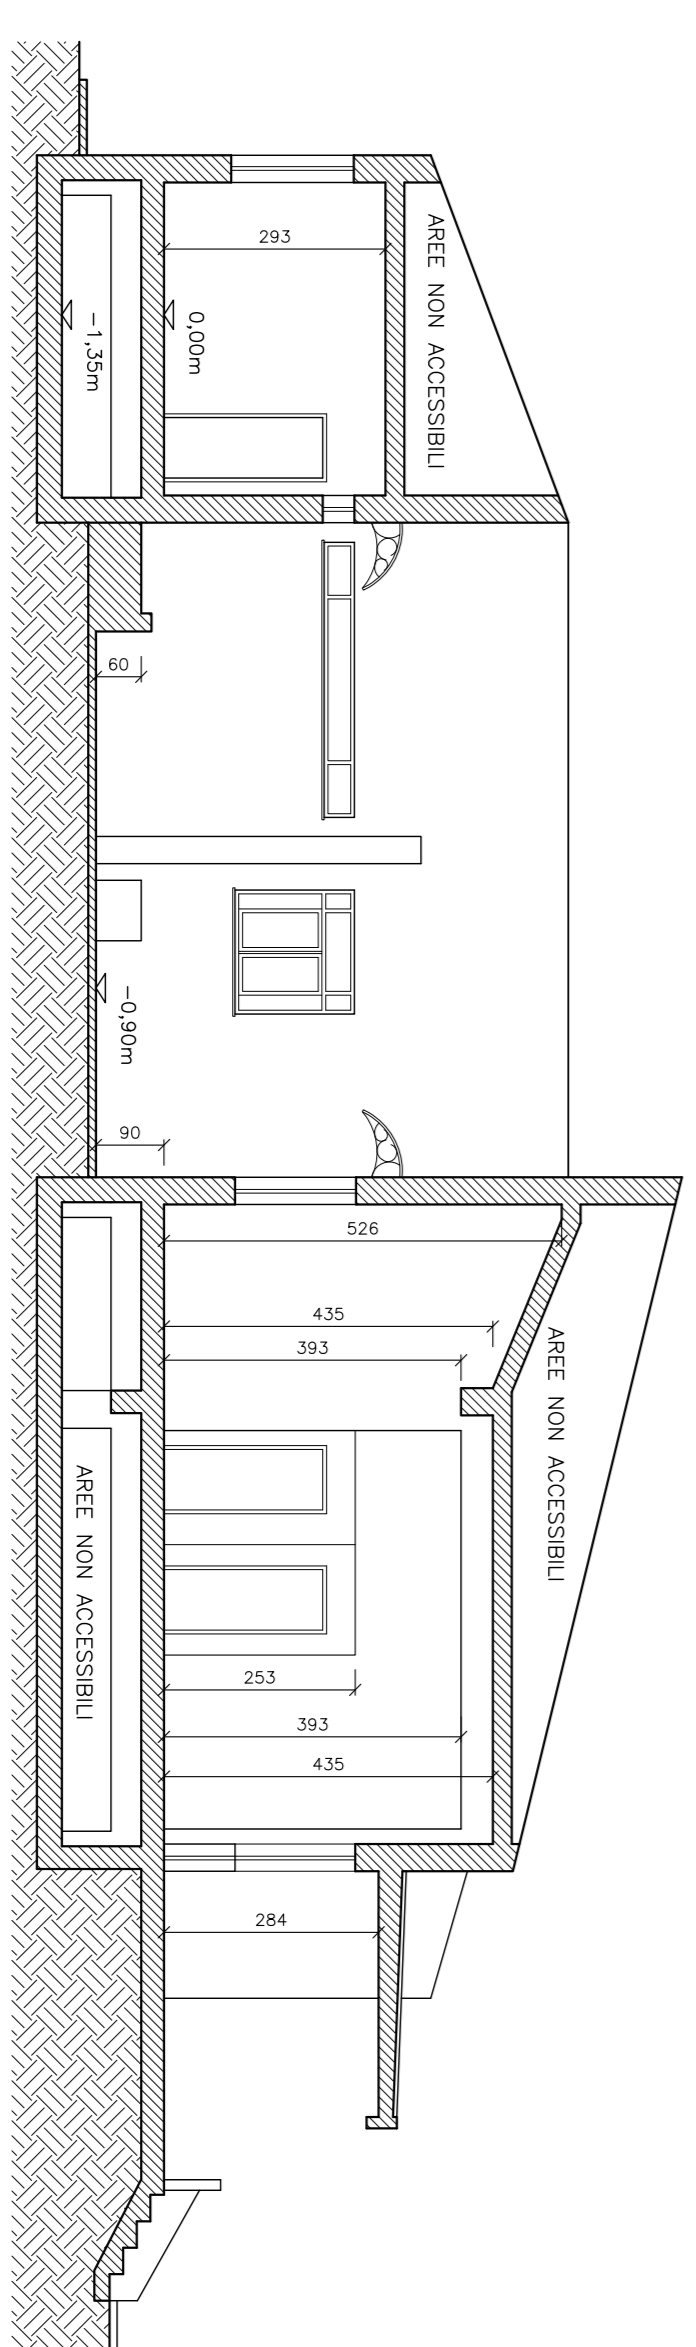 AREE NON ACCESSIBILI
293
0,00m
-1,35m
60
-0,90m
90
526
435
393
AREE NON ACCESSIBILI
AREE NON ACCESSIBILI
253
393
435
284